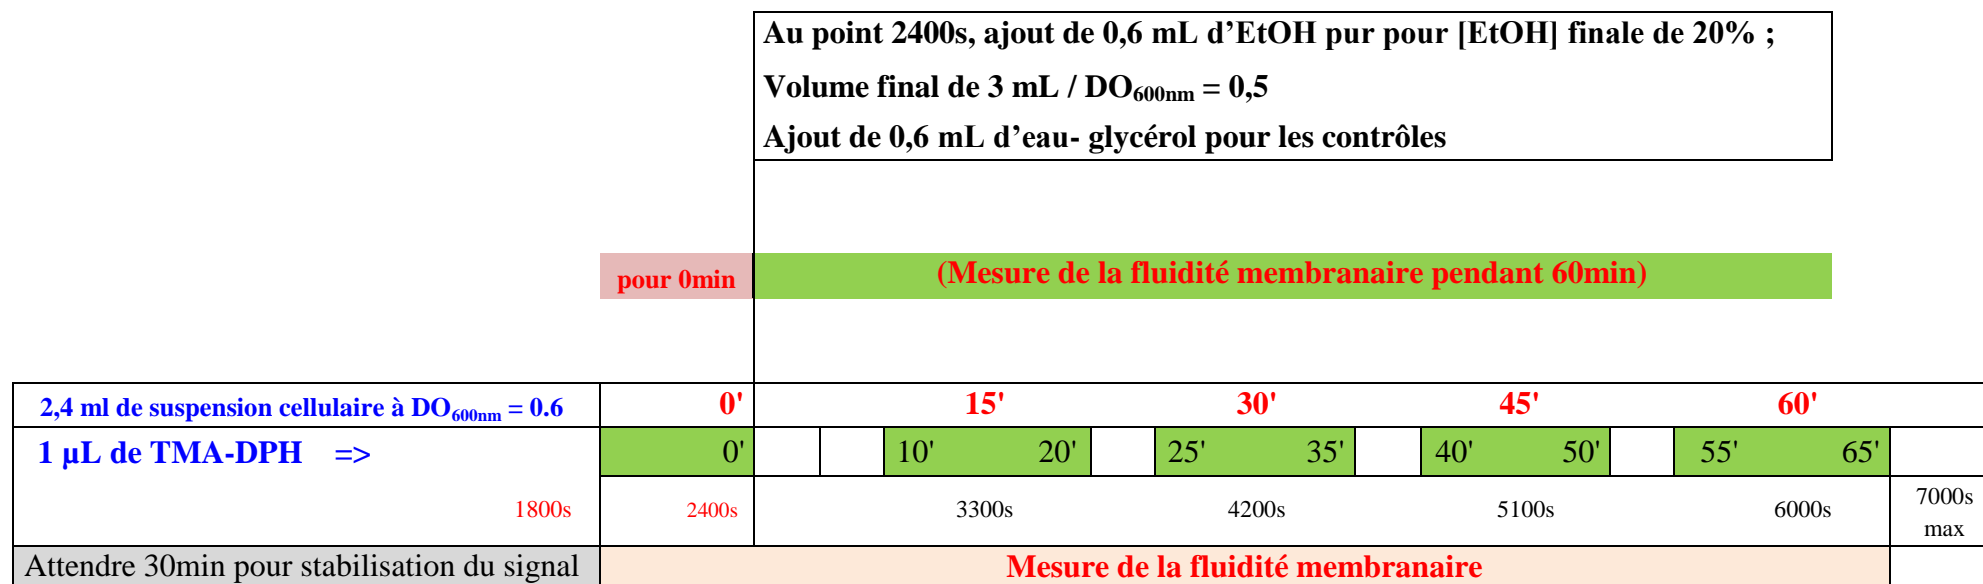 Au point 2400s, ajout de 0,6 mL d’EtOH pur pour [EtOH] finale de 20% ;
Volume final de 3 mL / DO600nm = 0,5
Ajout de 0,6 mL d’eau- glycérol pour les contrôles
pour 0min (Mesure de la fluidité membranaire pendant 60min)
2,4 ml de suspension cellulaire à DO600nm = 0.6 0' 15' 30' 45' 60'
1 µL de TMA-DPH => 0' 10' 20' 25' 35' 40' 50' 55' 65'
1800s 2400s 3300s 4200s 5100s 6000s 7000s
max
Attendre 30min pour stabilisation du signal Mesure de la fluidité membranaire